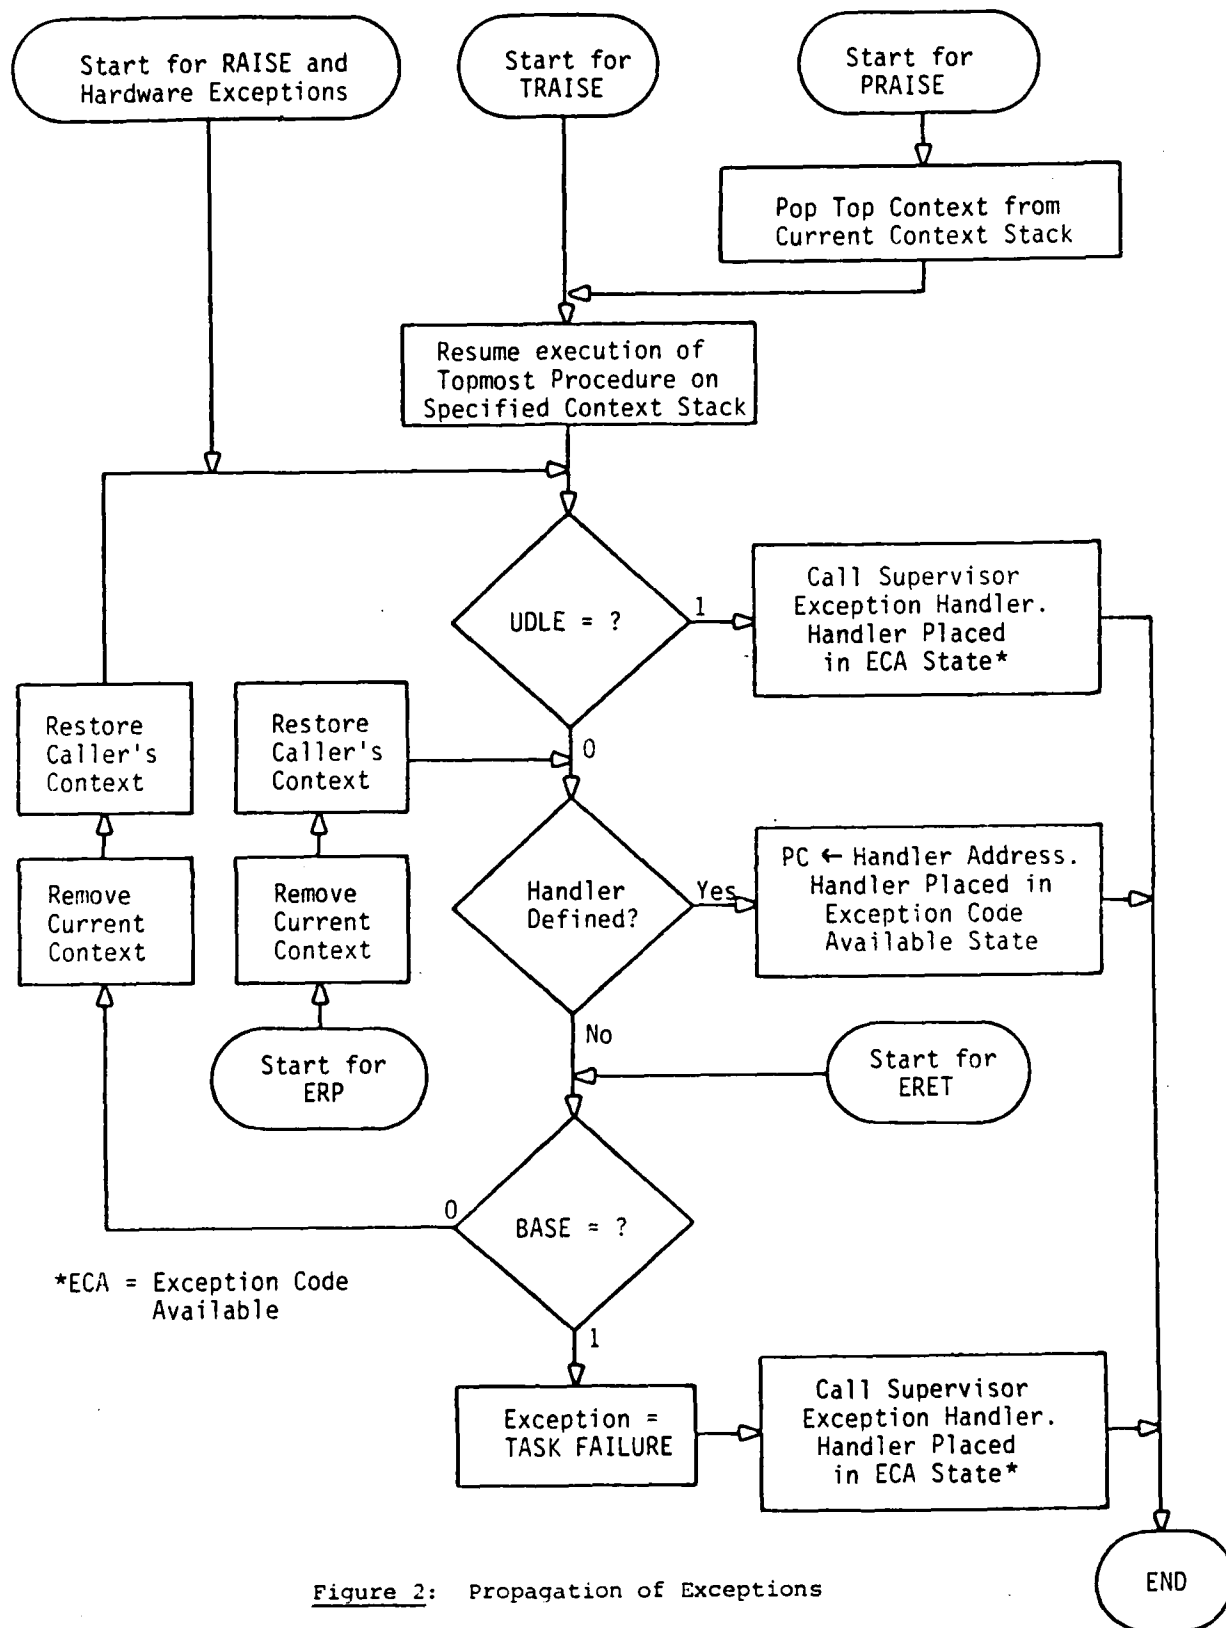 Start for RAISE and
Hardware Exceptions
Start for
TRAISE
Start for
PRAISE
Pop Top Context from
Current Context Stack
Resume execution of
Topmost Procedure on
Specified Context Stack
UDLE = ?
1
Call Supervisor
Exception Handler.
Handler Placed
in ECA State*
0
Restore
Caller's
Context
Restore
Caller's
Context
Remove
Current
Context
Remove
Current
Context
Handler
Defined?
Yes
PC ← Handler Address.
Handler Placed in
Exception Code
Available State
No
Start for
ERP
Start for
ERET
0
BASE = ?
*ECA = Exception Code
Available
1
Exception =
TASK FAILURE
Call Supervisor
Exception Handler.
Handler Placed
in ECA State*
END
Figure 2: Propagation of Exceptions